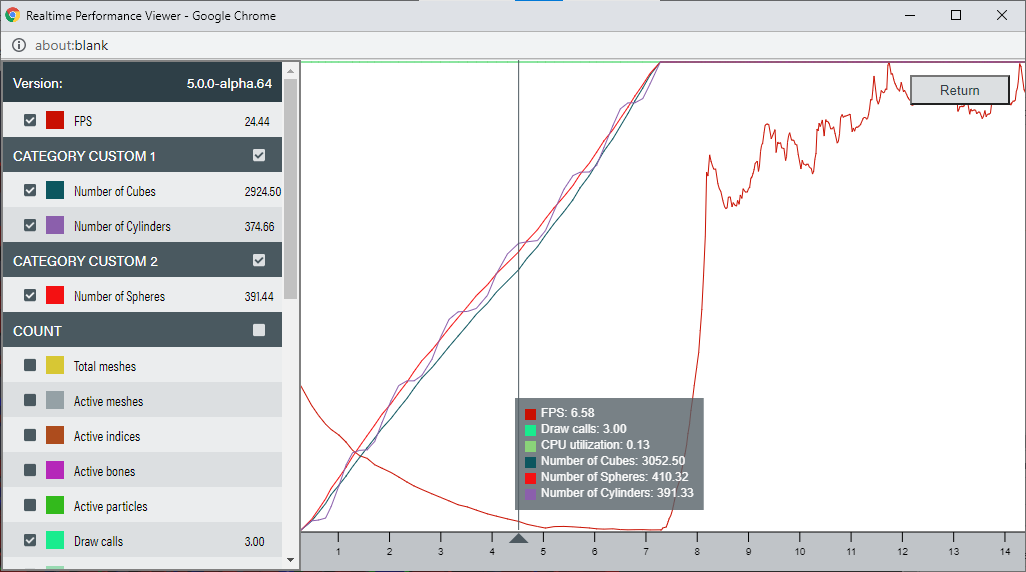 Realtime Performance Viewer - Google Chrome
about:blank
Version: 5.0.0-alpha.64
FPS 24.44
CATEGORY CUSTOM 1
Number of Cubes 2924.50
Number of Cylinders 374.66
CATEGORY CUSTOM 2
Number of Spheres 391.44
COUNT
Total meshes
Active meshes
Active indices
Active bones
Active particles
Draw calls 3.00
Return
FPS: 6.58
Draw calls: 3.00
CPU utilization: 0.13
Number of Cubes: 3052.50
Number of Spheres: 410.32
Number of Cylinders: 391.33
1 2 3 4 5 6 7 8 9 10 11 12 13 14